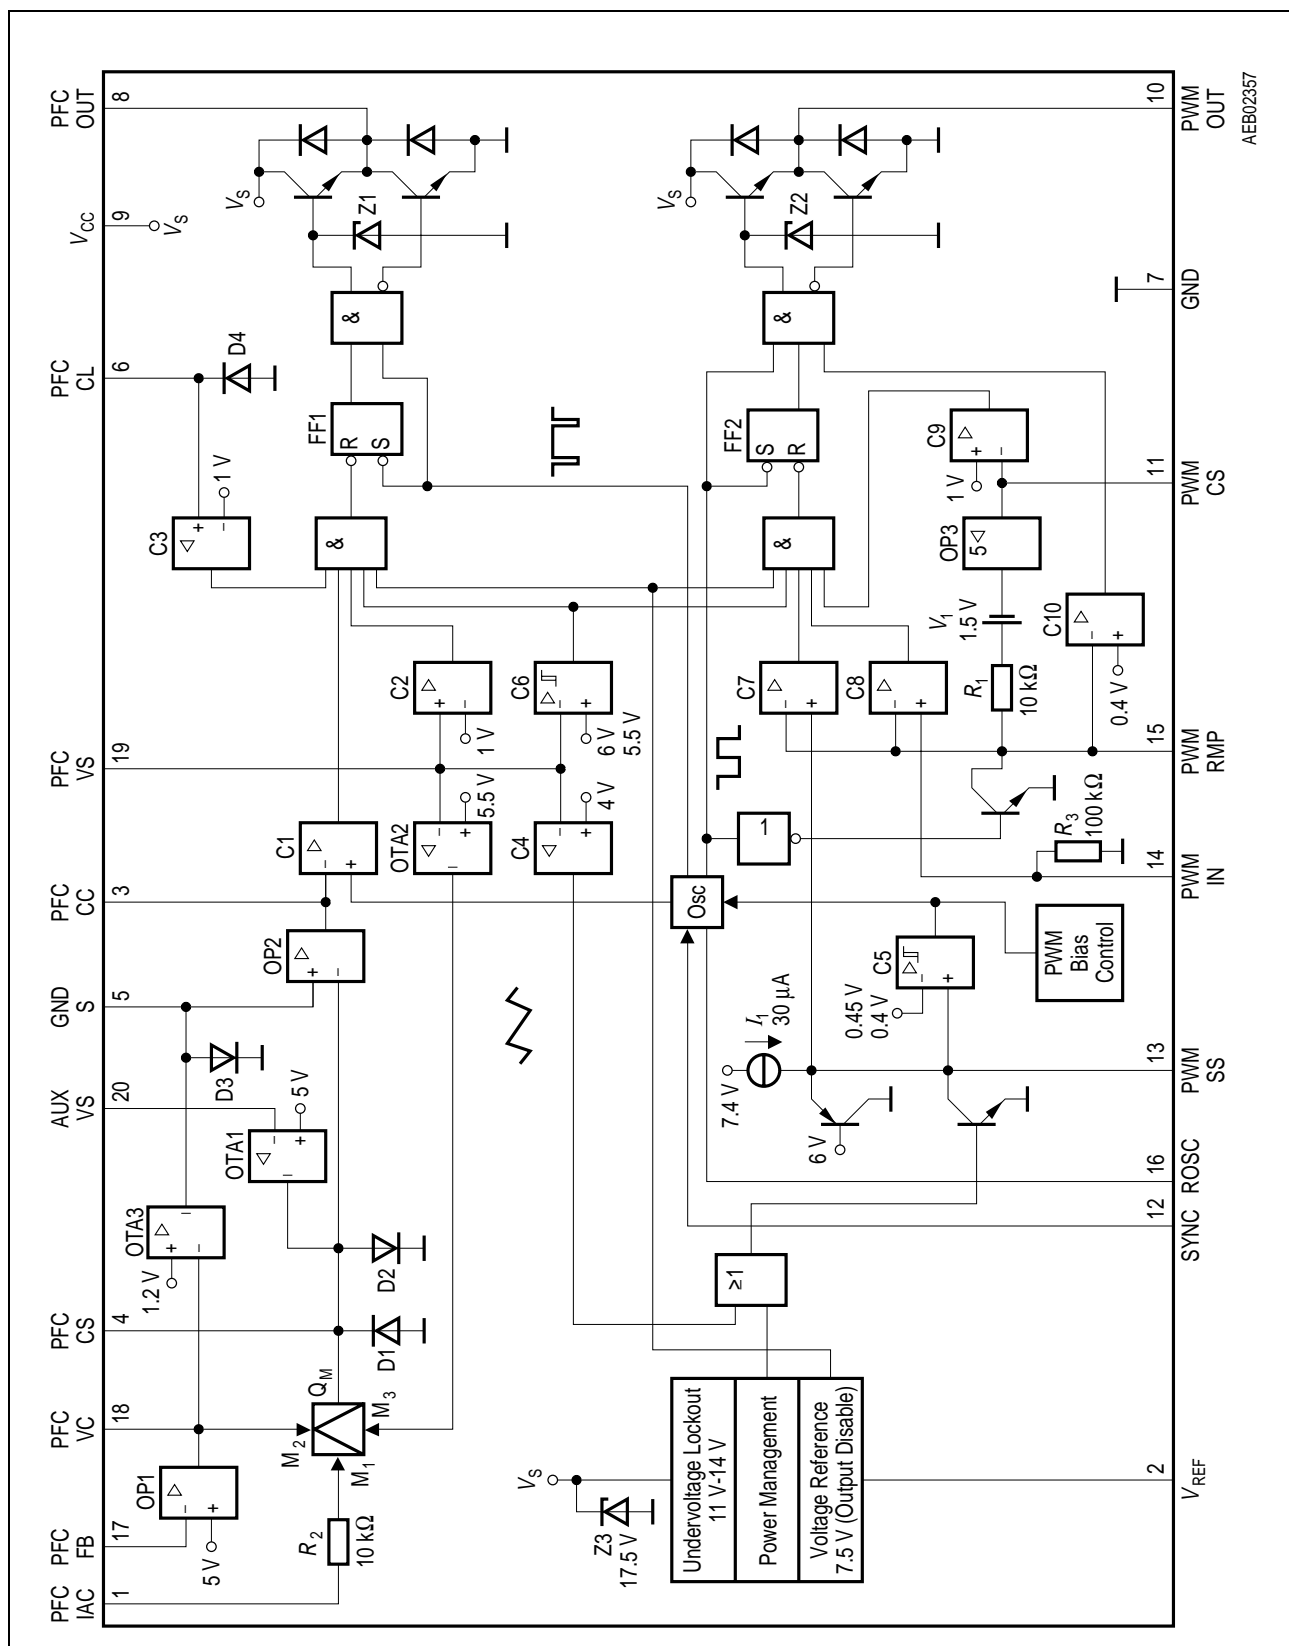 PFC
IAC
1
PFC
FB
17
PFC
VC
18
PFC
CS
4
AUX
VS
20
GND
S
5
PFC
CC
3
PFC
VS
19
PFC
CL
6
VCC
9
PFC
OUT
8
OP1
−
+
5 V
R2
10 kΩ
M1
M2
M3
QM
OTA3
+
−
I
1.2 V
OTA1
−
+
I
5 V
D1
D2
D3
OP2
+
−
C1
−
+
OTA2
−
+
I
5.5 V
C2
+
−
1 V
C3
+
−
1 V
D4
&
FF1
R
S
&
Z1
VS
VS
C4
−
+
4 V
C6
−
+
6 V
5.5 V
Osc
1
C7
−
+
C8
−
+
&
FF2
S
R
&
Z2
VS
C9
+
−
1 V
OP3
5
V1
1.5 V
R1
10 kΩ
C10
−
+
0.4 V
R3
100 kΩ
C5
−
+
0.45 V
0.4 V
PWM
Bias
Control
7.4 V
I1
30 µA
6 V
≥1
VS
Z3
17.5 V
Undervoltage Lockout
11 V-14 V
Power Management
Voltage Reference
7.5 V (Output Disable)
2
VREF
12
SYNC
16
ROSC
13
PWM
SS
14
PWM
IN
15
PWM
RMP
11
PWM
CS
7
GND
10
PWM
OUT
AEB02357